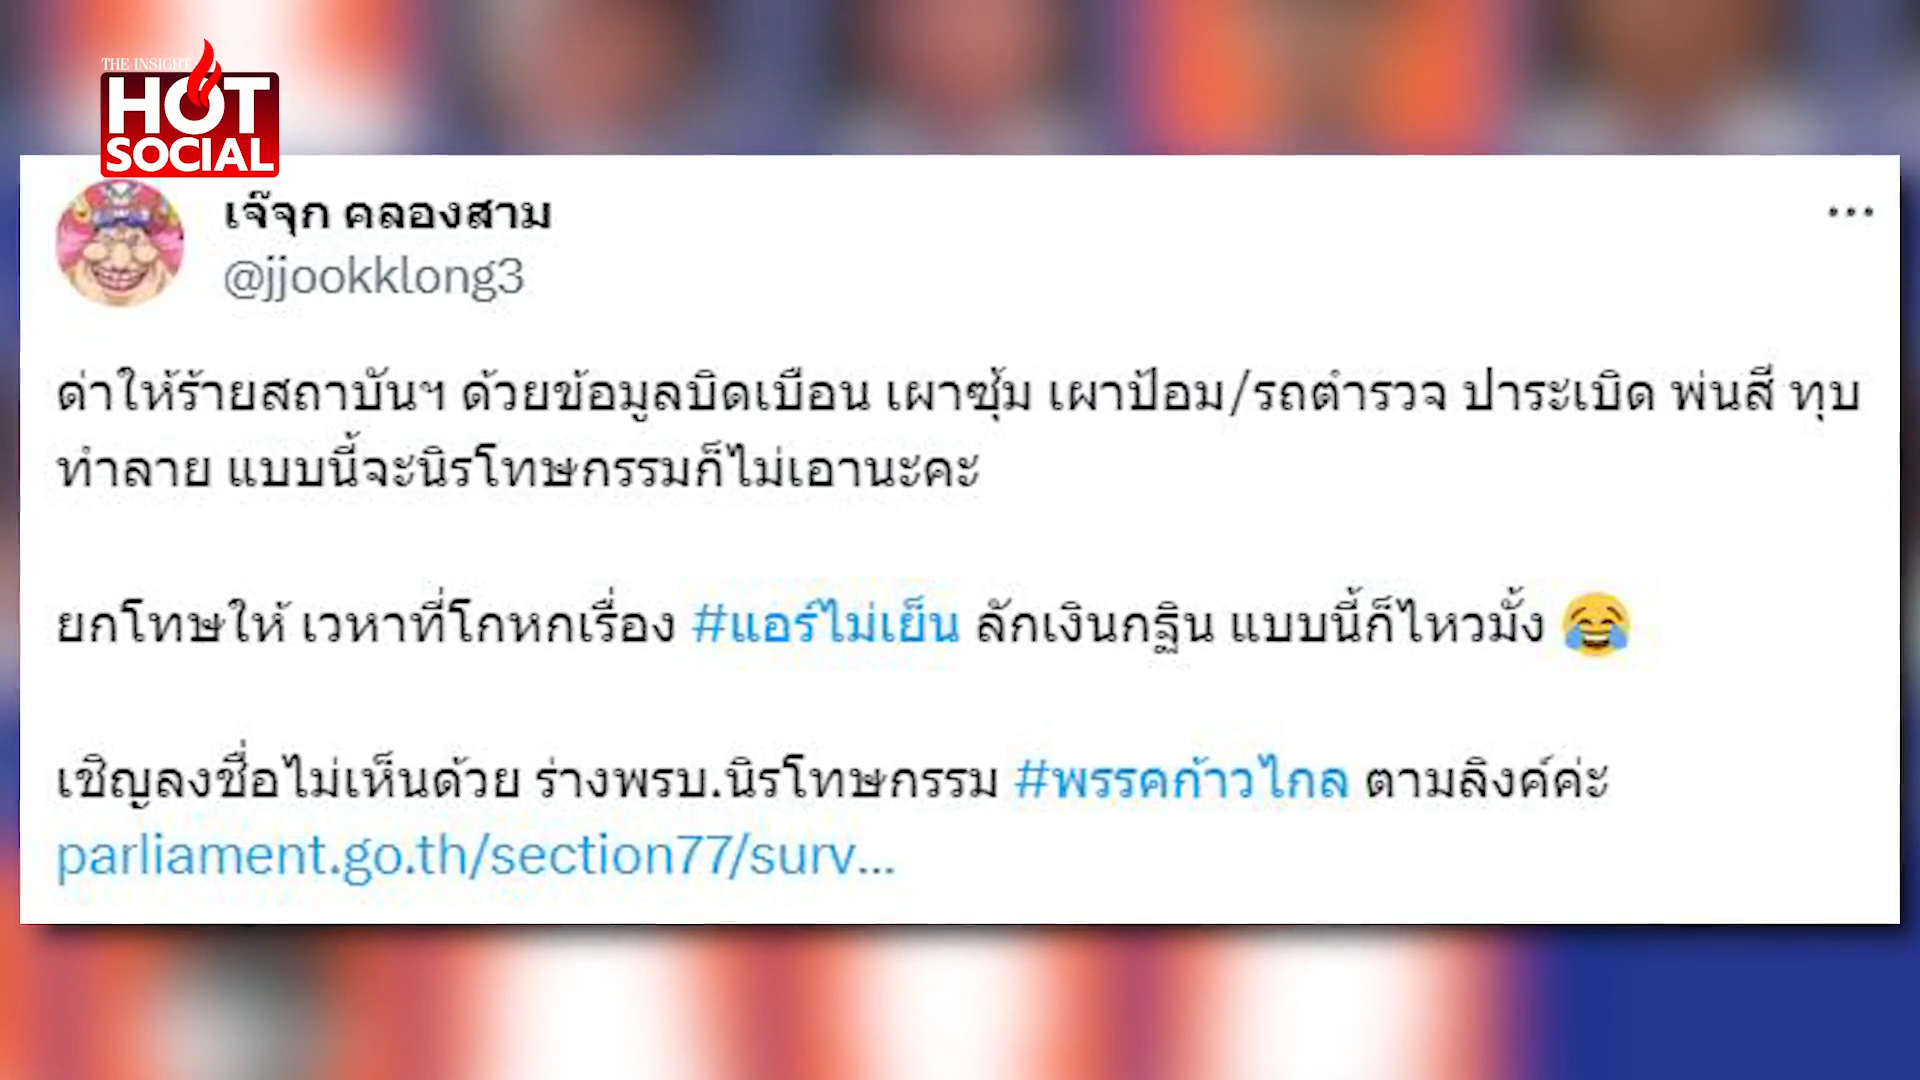 THE INSIGHT
HOT
SOCIAL
เจ๊จุก คลองสาม
@jjookklong3
ด่าให้ร้ายสถาบันฯ ด้วยข้อมูลบิดเบือน เผาซุ้ม เผาป้อม/รถตำรวจ ปาระเบิด พ่นสี ทุบ
ทำลาย แบบนี้จะนิรโทษกรรมก็ไม่เอานะคะ
ยกโทษให้ เวหาที่โกหกเรื่อง #แอร์ไม่เย็น ลักเงินกฐิน แบบนี้ก็ไหวมั้ง 😂
เชิญลงชื่อไม่เห็นด้วย ร่างพรบ.นิรโทษกรรม #พรรคก้าวไกล ตามลิงค์ค่ะ
parliament.go.th/section77/surv...